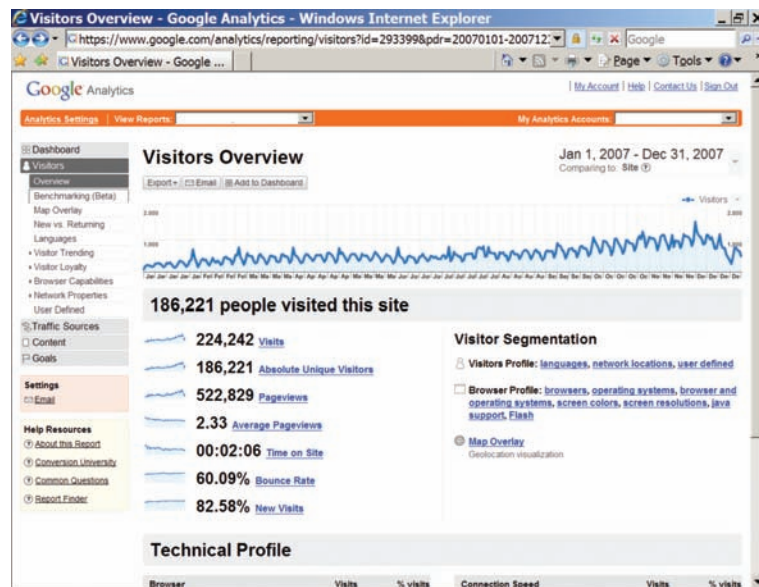 Visitors Overview - Google Analytics - Windows Internet Explorer
https://www.google.com/analytics/reporting/visitors?id=293399&pdr=20070101-2007123
Google
Visitors Overview - Google ...
Page
Tools
Google Analytics
My Account | Help | Contact Us | Sign Out
Analytics Settings | View Reports:
My Analytics Accounts:
Dashboard
Visitors
Overview
Benchmarking (Beta)
Map Overlay
New vs. Returning
Languages
Visitor Trending
Visitor Loyalty
Browser Capabilities
Network Properties
User Defined
Traffic Sources
Content
Goals
Settings
Email
Help Resources
About this Report
Conversion University
Common Questions
Report Finder
Visitors Overview
Jan 1, 2007 - Dec 31, 2007
Comparing to: Site
Export
Email
Add to Dashboard
Visitors
2,000
2,000
1,000
1,000
186,221 people visited this site
224,242 Visits
186,221 Absolute Unique Visitors
522,829 Pageviews
2.33 Average Pageviews
00:02:06 Time on Site
60.09% Bounce Rate
82.58% New Visits
Visitor Segmentation
Visitors Profile: languages, network locations, user defined
Browser Profile: browsers, operating systems, browser and
operating systems, screen colors, screen resolutions, java
support, Flash
Map Overlay
Geolocation visualization
Technical Profile
Browser Visits % visits
Connection Speed Visits % visits